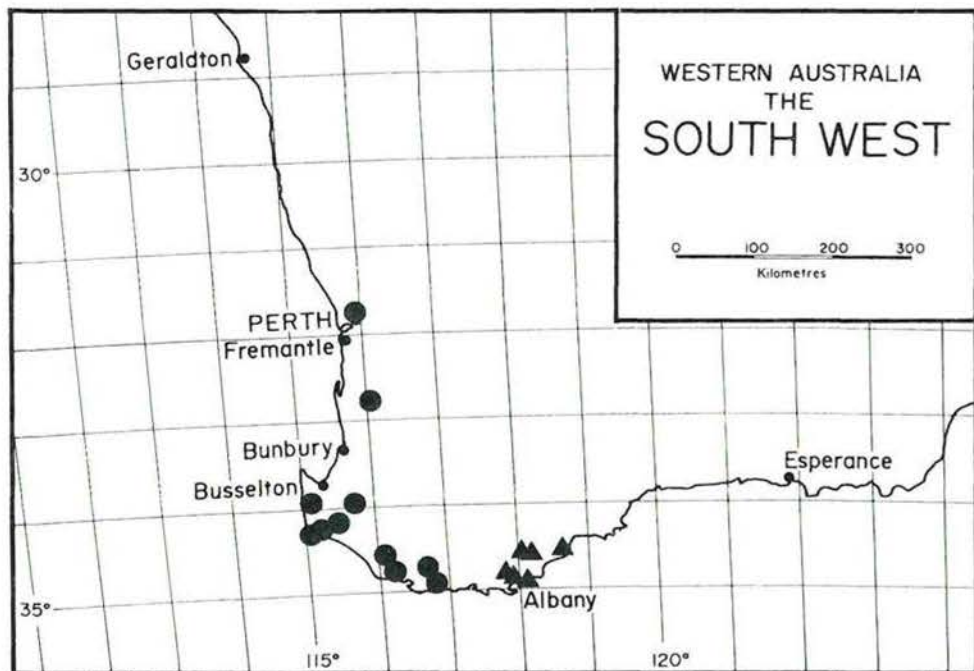 Geraldton
WESTERN AUSTRALIA
THE
SOUTH WEST
30°
0 100 200 300
Kilometres
PERTH
Fremantle
Bunbury
Busselton
Esperance
Albany
35°
115° 120°